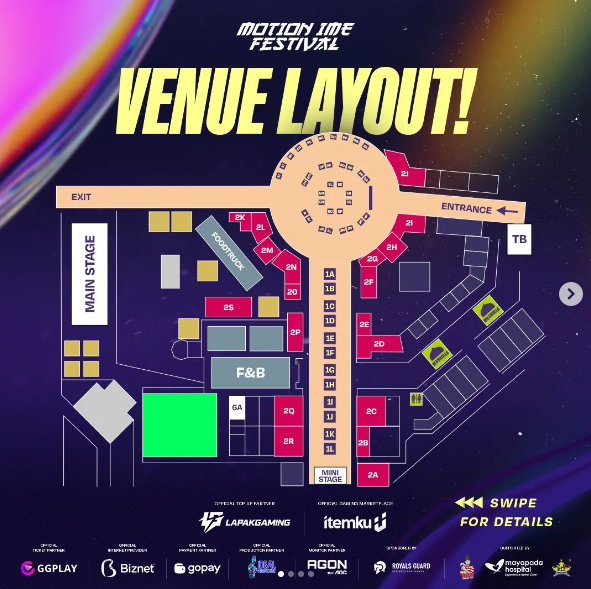 MOTION IME
FESTIVAL
VENUE LAYOUT!
2J
EXIT
ENTRANCE
2K
2L
2I
TB
MAIN STAGE
FOODTRUCK
2M
2H
2G
2N
1A
2F
1B
2O
2S
1C
1D
2P
2E
1E
2D
1F
F&B
1G
1H
6A
2Q
1I
2C
1J
2R
1K
2B
1L
MINI
STAGE
2A
OFFICIAL TOP UP PARTNER
LAPAKGAMING
OFFICIAL GAMING MARKETPLACE
itemku
SWIPE
FOR DETAILS
OFFICIAL
TICKET PARTNER
GGPLAY
OFFICIAL
INTERNET PROVIDER
Biznet
OFFICIAL
PAYMENT PARTNER
gopay
OFFICIAL
PRODUCTION PARTNER
IDEAL
OFFICIAL
MONITOR PARTNER
AGON
BY AOC
SPONSORED BY
ROYALS GUARD
SUPPORTED BY
mayapada
hospital